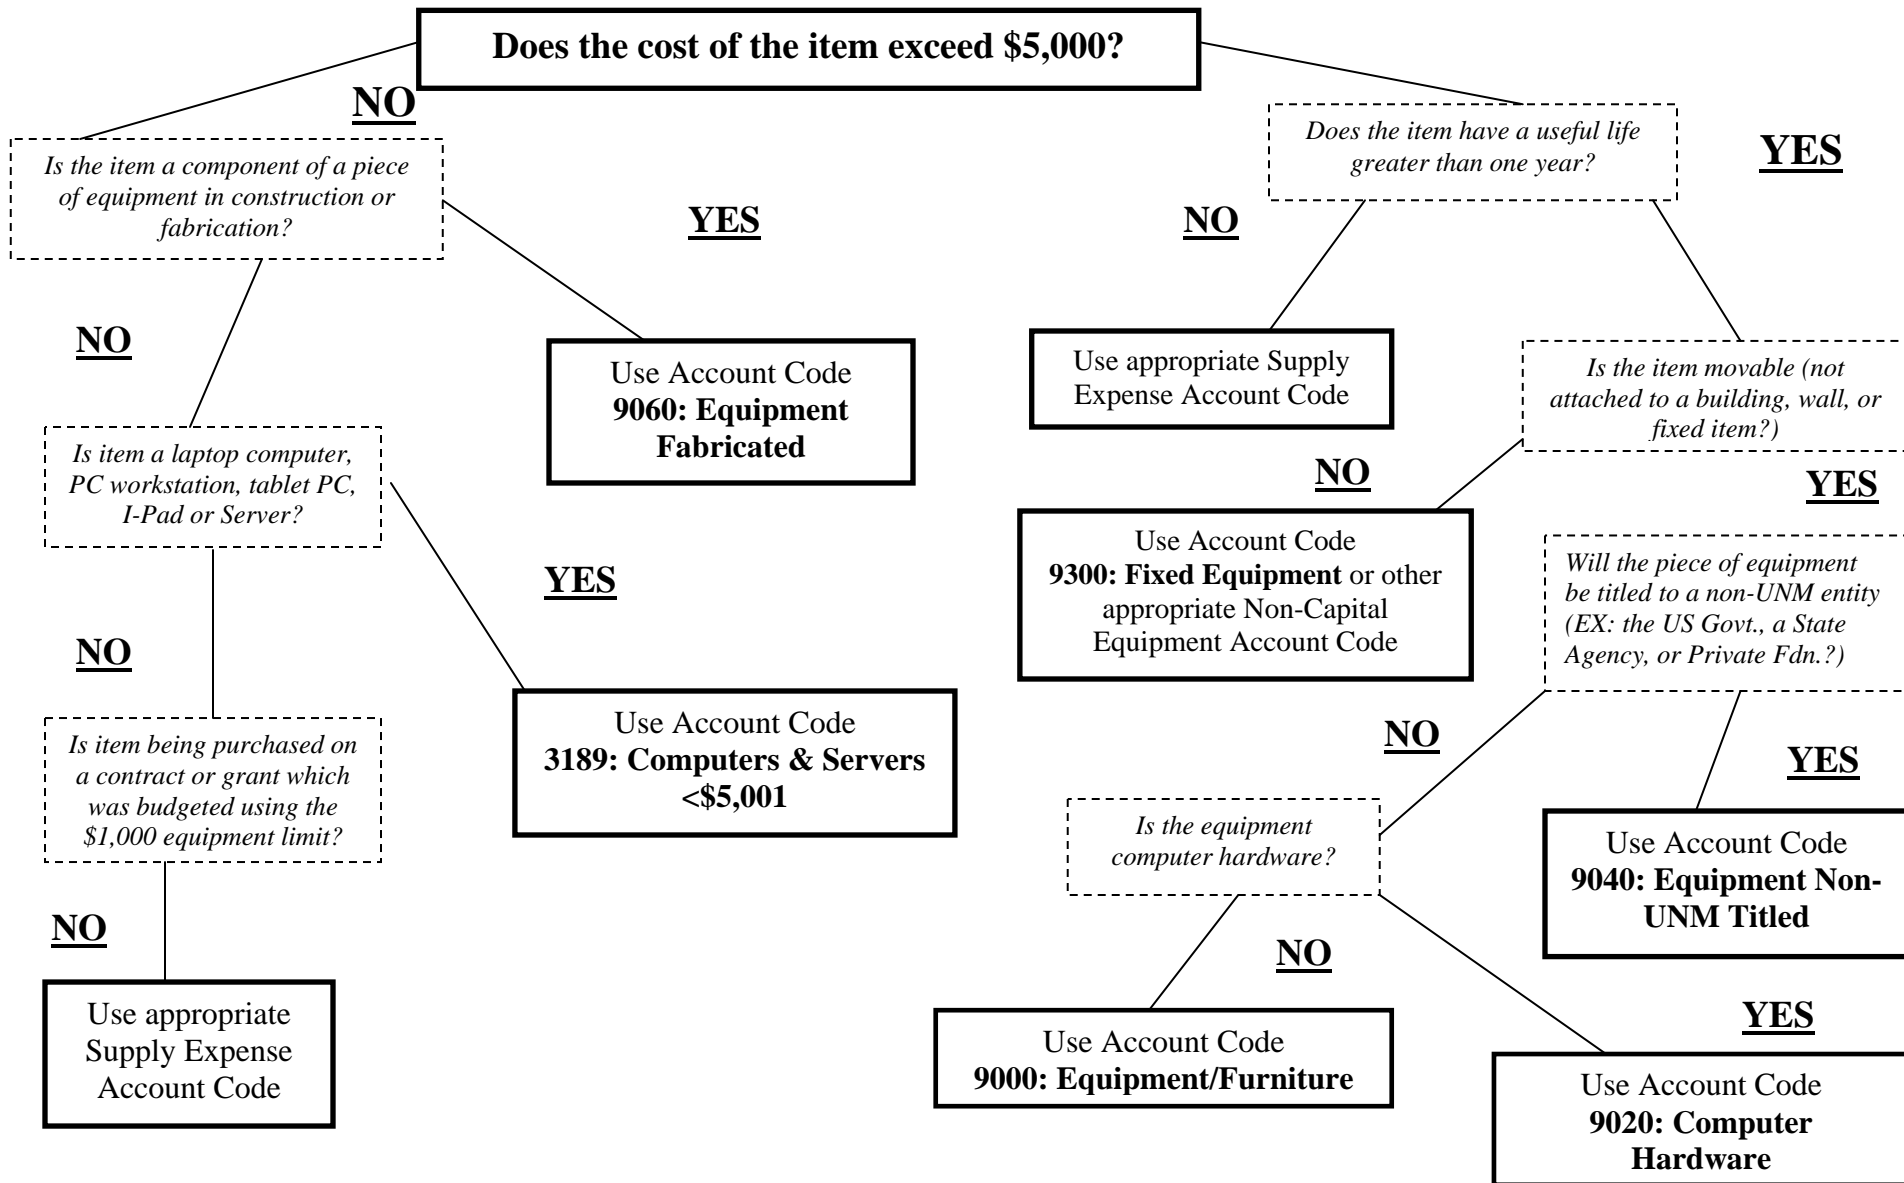 Does the cost of the item exceed $5,000?
NO
YES
Is the item a component of a piece
of equipment in construction or
fabrication?
Does the item have a useful life
greater than one year?
YES
NO
NO
Use Account Code
9060: Equipment
Fabricated
Use appropriate Supply
Expense Account Code
Is the item movable (not
attached to a building, wall, or
fixed item?)
Is item a laptop computer,
PC workstation, tablet PC,
I-Pad or Server?
NO
YES
YES
Use Account Code
9300: Fixed Equipment or other
appropriate Non-Capital
Equipment Account Code
Will the piece of equipment
be titled to a non-UNM entity
(EX: the US Govt., a State
Agency, or Private Fdn.?)
NO
Use Account Code
3189: Computers & Servers
<$5,001
Is item being purchased on
a contract or grant which
was budgeted using the
$1,000 equipment limit?
NO
YES
Is the equipment
computer hardware?
Use Account Code
9040: Equipment Non-
UNM Titled
NO
NO
Use appropriate
Supply Expense
Account Code
Use Account Code
9000: Equipment/Furniture
YES
Use Account Code
9020: Computer
Hardware